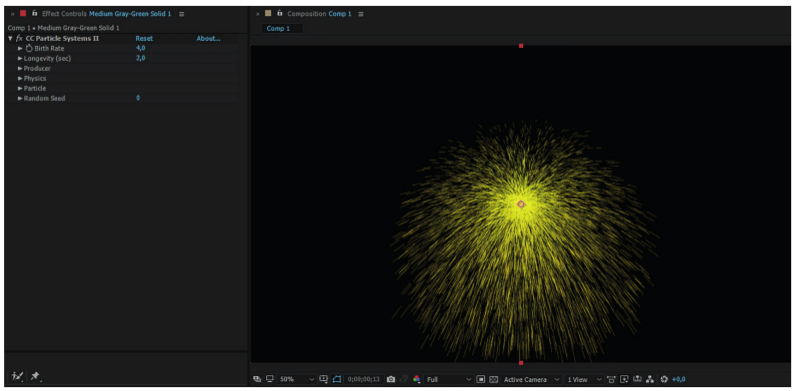 Effect Controls Medium Gray-Green Solid 1
Comp 1 • Medium Gray-Green Solid 1
fx CC Particle Systems II Reset About...
Birth Rate 4,0
Longevity (sec) 2,0
Producer
Physics
Particle
Random Seed 0
Composition Comp 1
Comp 1
50% 0;00;00;13 Full Active Camera 1 View +0,0